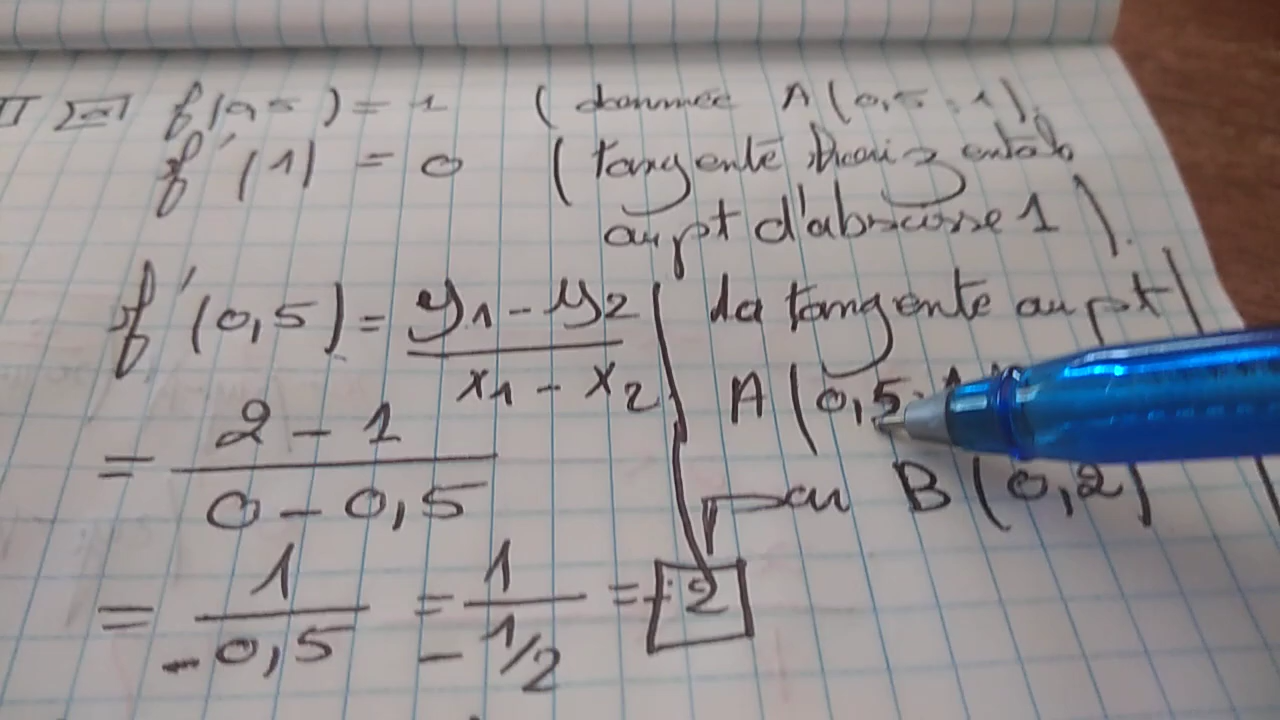 II f(0,5) = 1 ( donnée A(0,5 ; 1).
f'(1) = 0 ( tangente horizontale
au pt d'abscisse 1 ).
f'(0,5) = y1 - y2 / x1 - x2
La tangente au pt
A(0,5;
= 2 - 1 / 0 - 0,5
par B(0,2)
= 1 / -0,5 = 1 / -1/2 = -2